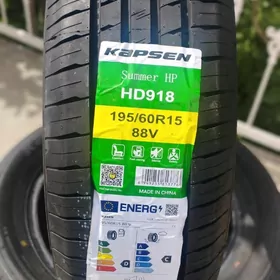 KAPSEN
Summer HP
HD918
195/60R15
88V
MADE IN CHINA
ENERG